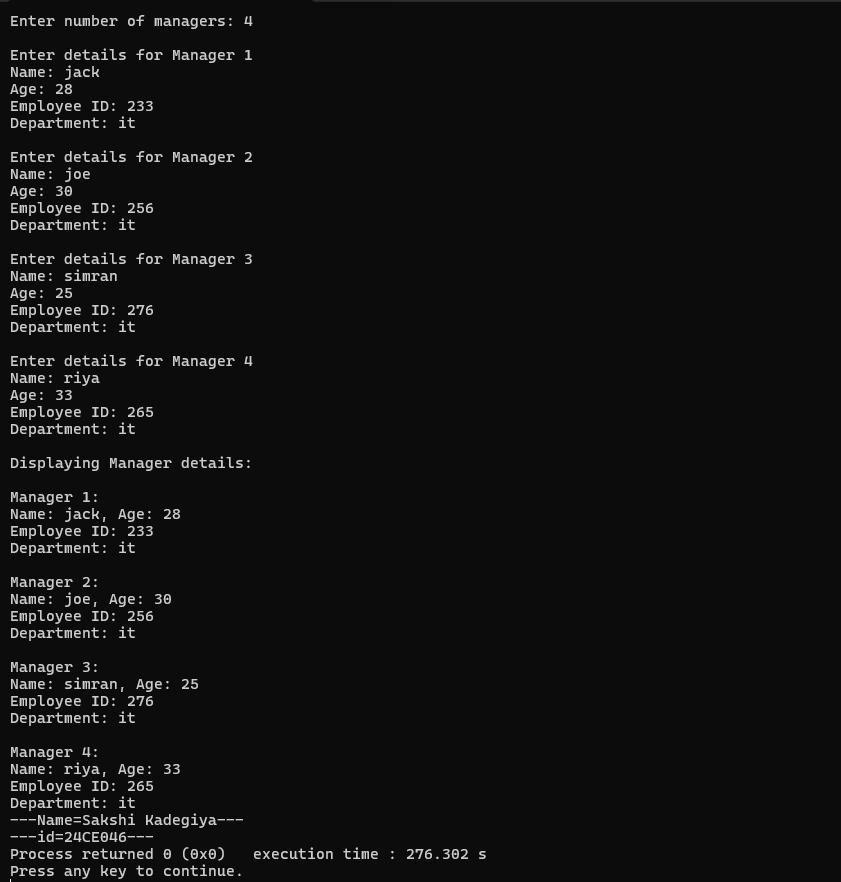 Enter number of managers: 4
Enter details for Manager 1
Name: jack
Age: 28
Employee ID: 233
Department: it
Enter details for Manager 2
Name: joe
Age: 30
Employee ID: 256
Department: it
Enter details for Manager 3
Name: simran
Age: 25
Employee ID: 276
Department: it
Enter details for Manager 4
Name: riya
Age: 33
Employee ID: 265
Department: it
Displaying Manager details:
Manager 1:
Name: jack, Age: 28
Employee ID: 233
Department: it
Manager 2:
Name: joe, Age: 30
Employee ID: 256
Department: it
Manager 3:
Name: simran, Age: 25
Employee ID: 276
Department: it
Manager 4:
Name: riya, Age: 33
Employee ID: 265
Department: it
---Name=Sakshi Kadegiya---
---id=24CE046---
Process returned 0 (0x0)   execution time : 276.302 s
Press any key to continue.